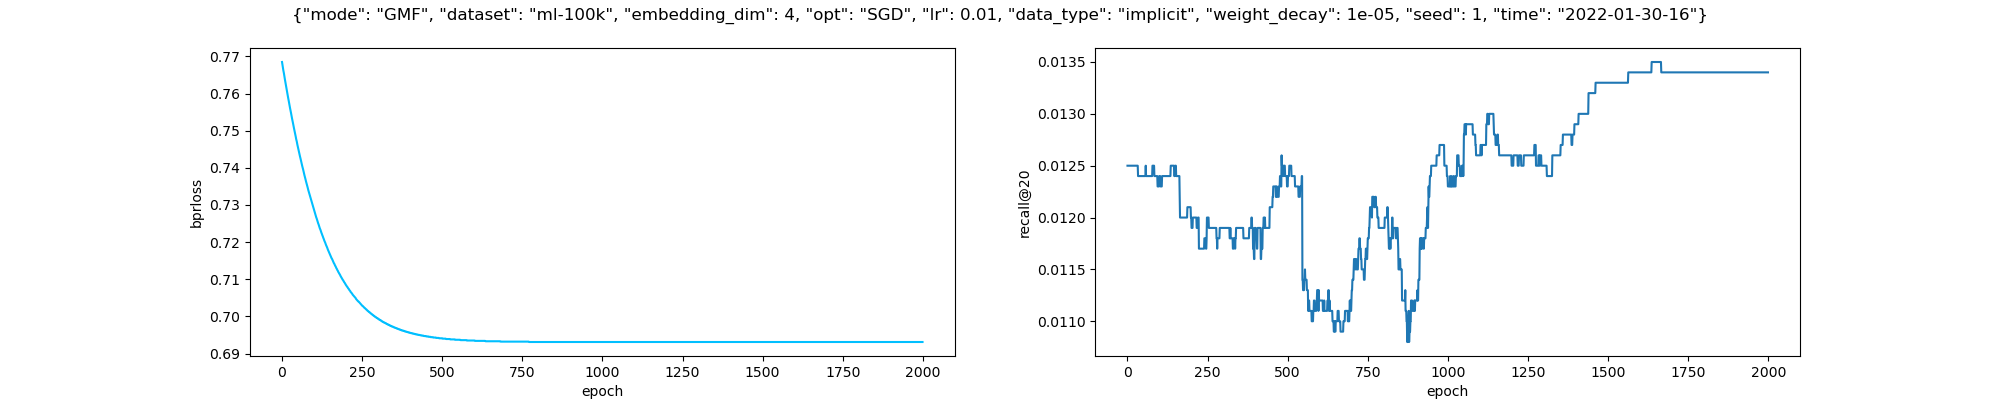 {"mode": "GMF", "dataset": "ml-100k", "embedding_dim": 4, "opt": "SGD", "lr": 0.01, "data_type": "implicit", "weight_decay": 1e-05, "seed": 1, "time": "2022-01-30-16"}
0.77
0.76
0.75
0.74
0.73
0.72
0.71
0.70
0.69
bprloss
0 250 500 750 1000 1250 1500 1750 2000
epoch
0.0135
0.0130
0.0125
0.0120
0.0115
0.0110
recall@20
0 250 500 750 1000 1250 1500 1750 2000
epoch